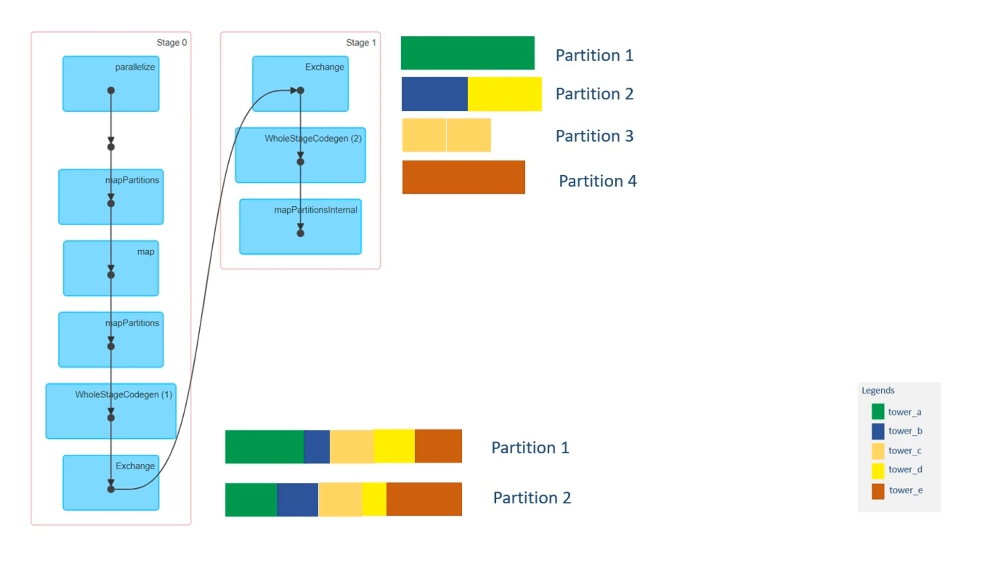 Stage 0
parallelize
mapPartitions
map
mapPartitions
WholeStageCodegen (1)
Exchange
Stage 1
Exchange
WholeStageCodegen (2)
mapPartitionsInternal
Partition 1
Partition 2
Partition 3
Partition 4
Partition 1
Partition 2
Legends
tower_a
tower_b
tower_c
tower_d
tower_e